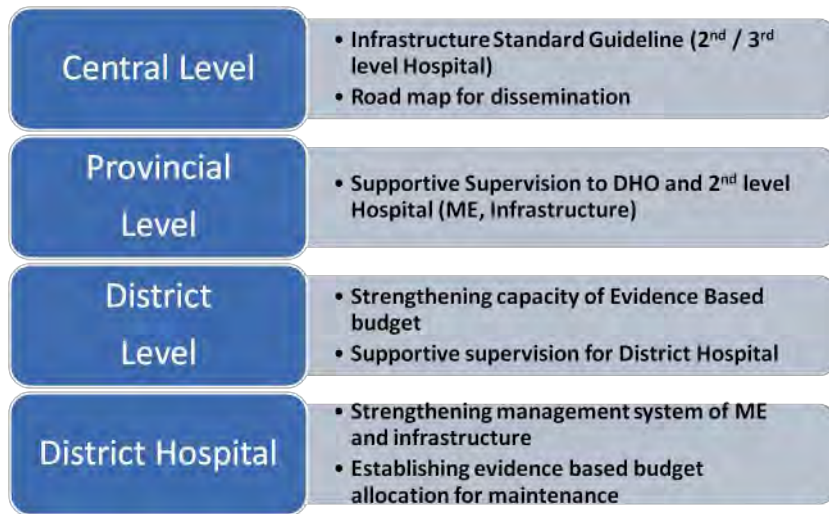 Central Level
• Infrastructure Standard Guideline (2nd / 3rd
level Hospital)
• Road map for dissemination
Provincial
Level
• Supportive Supervision to DHO and 2nd level
Hospital (ME, Infrastructure)
District
Level
• Strengthening capacity of Evidence Based
budget
• Supportive supervision for District Hospital
District Hospital
• Strengthening management system of ME
and infrastructure
• Establishing evidence based budget
allocation for maintenance